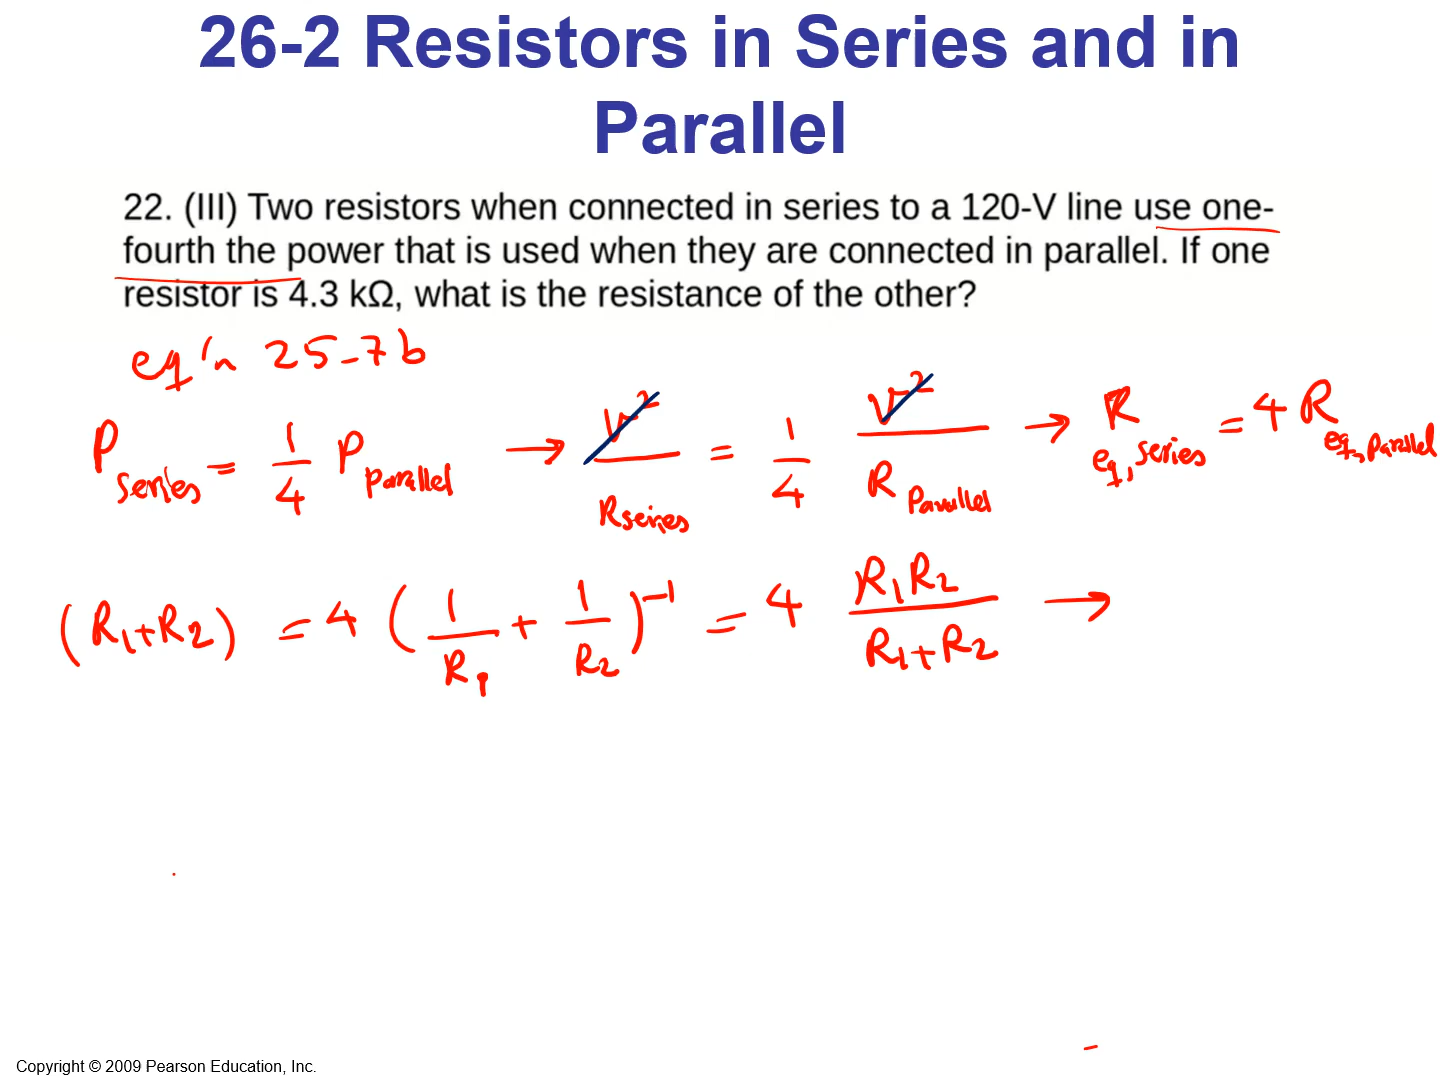 26-2 Resistors in Series and in
Parallel
22. (III) Two resistors when connected in series to a 120-V line use one-
fourth the power that is used when they are connected in parallel. If one
resistor is 4.3 kΩ, what is the resistance of the other?
eq'n 25-7b
P series = 1/4 P parallel → V²/R series = 1/4 V²/R Parallel → R eq, series = 4 R eq, parallel
(R₁+R₂) = 4 (1/R₁ + 1/R₂)⁻¹ = 4 R₁R₂/R₁+R₂ →
Copyright © 2009 Pearson Education, Inc.